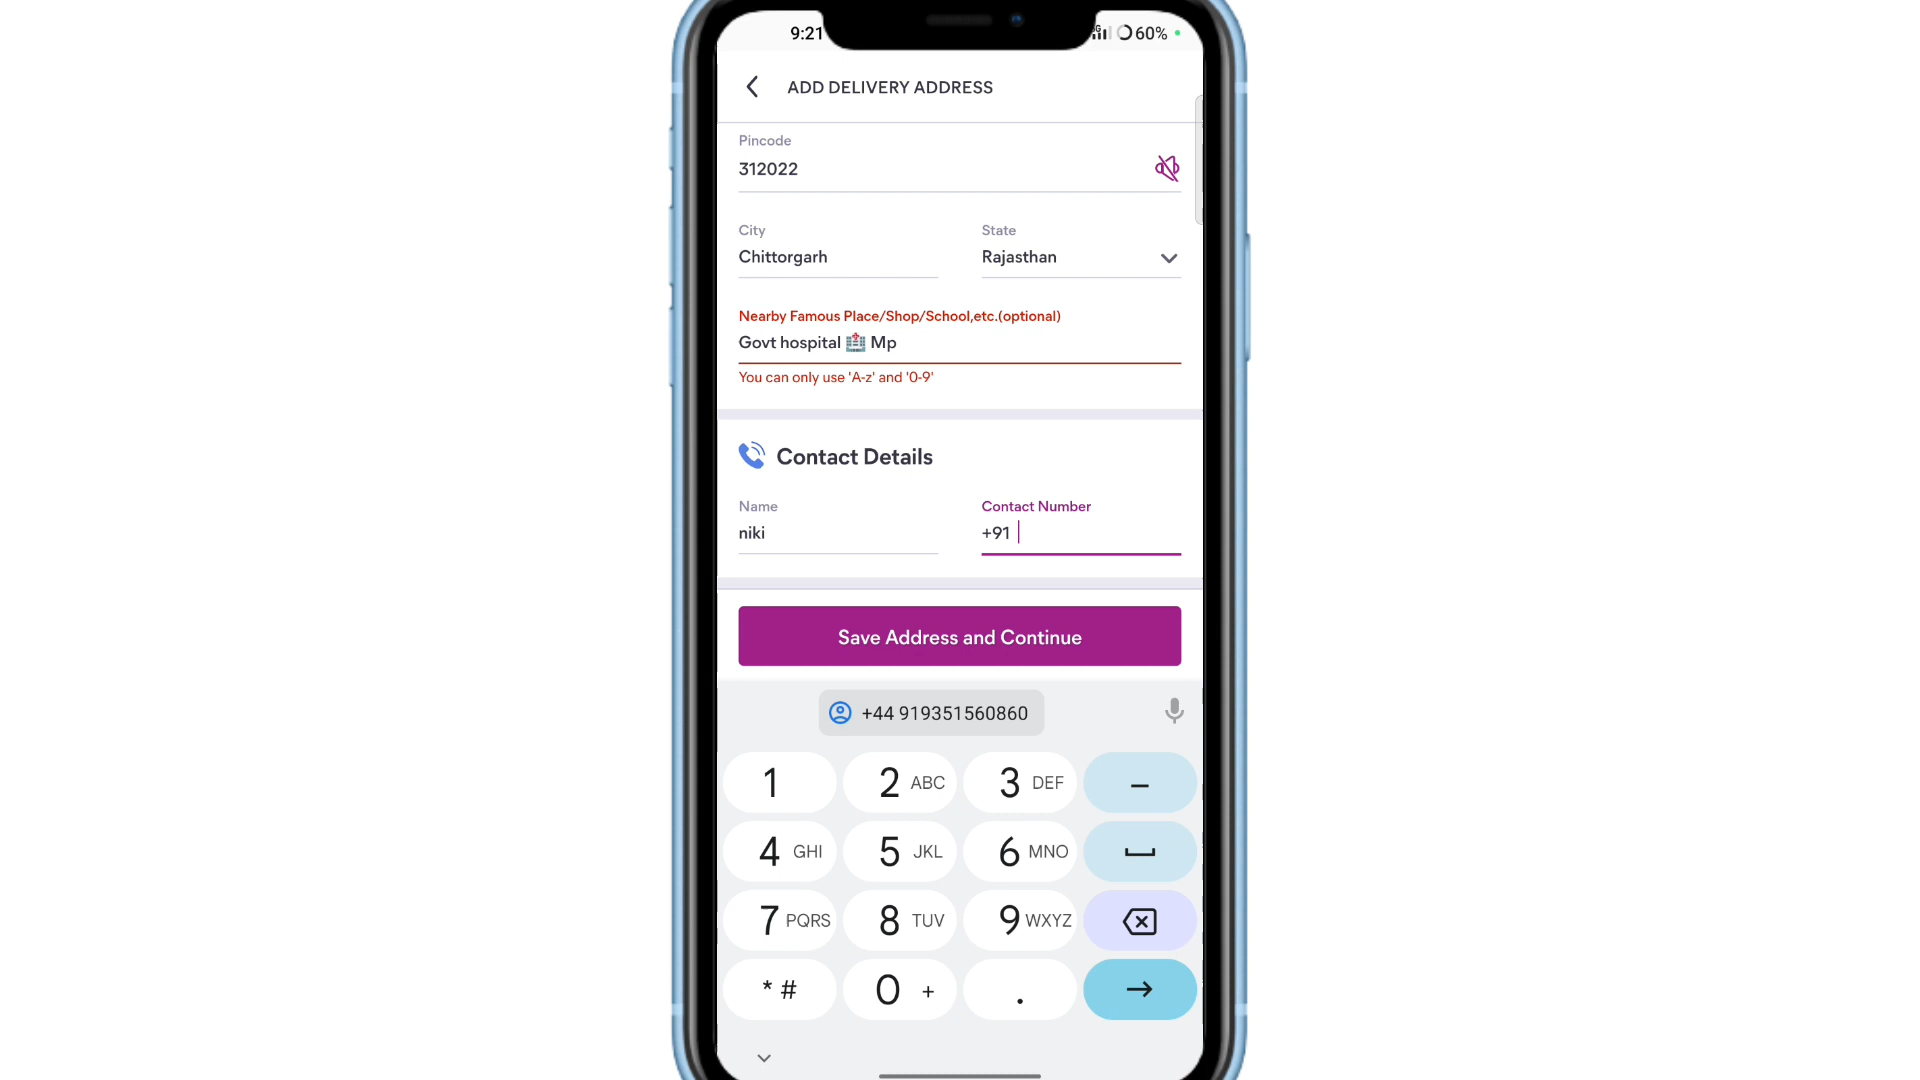 9:21
60%
ADD DELIVERY ADDRESS
Pincode
312022
City
Chittorgarh
State
Rajasthan
Nearby Famous Place/Shop/School,etc.(optional)
Govt hospital 🏥 Mp
You can only use 'A-z' and '0-9'
Contact Details
Name
niki
Contact Number
+91
Save Address and Continue
+44 919351560860
1 2 ABC 3 DEF –
4 GHI 5 JKL 6 MNO
7 PQRS 8 TUV 9 WXYZ
* # 0 + .